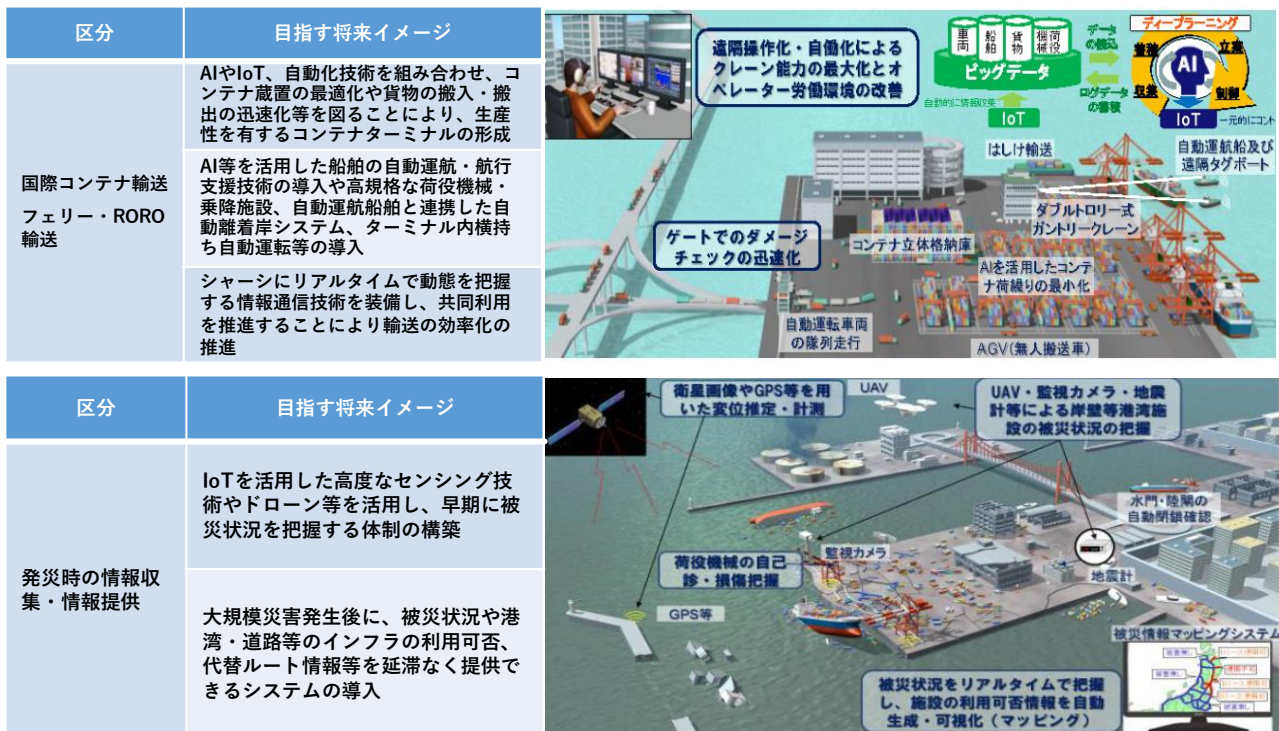 区分
目指す将来イメージ
国際コンテナ輸送
フェリー・RORO
輸送
AIやIoT、自動化技術を組み合わせ、コ
ンテナ蔵置の最適化や貨物の搬入・搬
出の迅速化等を図ることにより、生産
性を有するコンテナターミナルの形成
AI等を活用した船舶の自動運航・航行
支援技術の導入や高規格な荷役機械・
乗降施設、自動運航船舶と連携した自
動離着岸システム、ターミナル内横持
ち自動運転等の導入
シャーシにリアルタイムで動態を把握
する情報通信技術を装備し、共同利用
を推進することにより輸送の効率化の
推進
遠隔操作化・自働化による
クレーン能力の最大化とオ
ペレーター労働環境の改善
車両
船舶
貨物
荷役機械
ビッグデータ
自動的に情報収集
IoT
データ
ログデータ
の蓄積
ディープラーニング
立案
AI
収集
制御
IoT
一元的にコント
はしけ輸送
自動運航船及び
遠隔タグボート
ダブルトロリー式
ガントリークレーン
コンテナ立体格納庫
ゲートでのダメージ
チェックの迅速化
AIを活用したコンテ
ナ荷繰りの最小化
自動運転車両
の隊列走行
AGV(無人搬送車)
区分
目指す将来イメージ
発災時の情報収
集・情報提供
IoTを活用した高度なセンシング技
術やドローン等を活用し、早期に被
災状況を把握する体制の構築
大規模災害発生後に、被災状況や港
湾・道路等のインフラの利用可否、
代替ルート情報等を延滞なく提供で
きるシステムの導入
衛星画像やGPS等を用
いた変位推定・計測
UAV
UAV・監視カメラ・地震
計等による岸壁等港湾施
設の被災状況の把握
水門・陸閘の
自動閉鎖確認
監視カメラ
荷役機械の自己
診・損傷把握
地震計
GPS等
被災情報マッピングシステム
被災状況をリアルタイムで把握
し、施設の利用可否情報を自動
生成・可視化（マッピング）